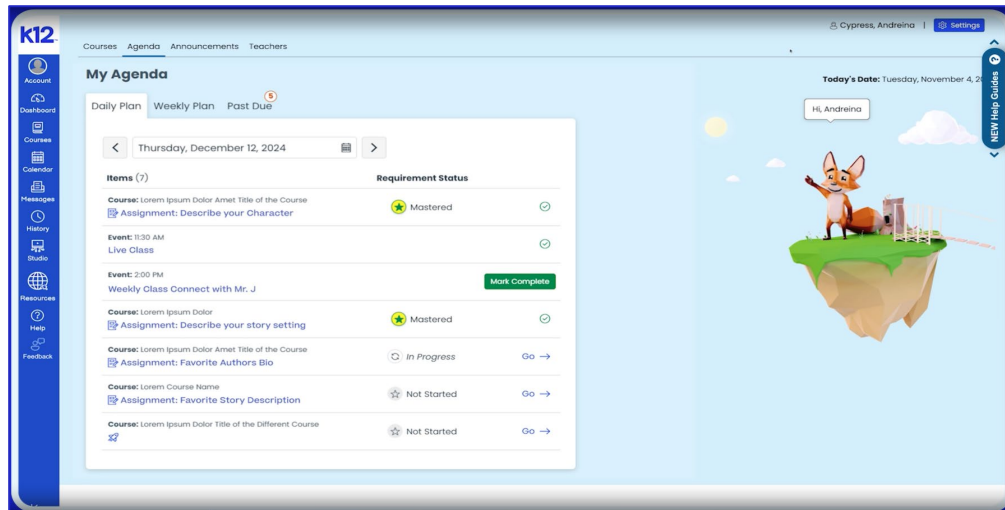 k12
Cypress, Andreina | Settings
Courses Agenda Announcements Teachers
Account
Dashboard
Courses
Calendar
Messages
History
Studio
Resources
Help
Feedback
My Agenda
Today's Date: Tuesday, November 4, 20
NEW Help Guides
Hi, Andreina
Daily Plan Weekly Plan Past Due 5
Thursday, December 12, 2024
Items (7) Requirement Status
Course: Lorem Ipsum Dolor Amet Title of the Course
Assignment: Describe your Character Mastered
Event: 11:30 AM
Live Class
Event: 2:00 PM
Weekly Class Connect with Mr. J Mark Complete
Course: Lorem Ipsum Dolor
Assignment: Describe your story setting Mastered
Course: Lorem Ipsum Dolor Amet Title of the Course
Assignment: Favorite Authors Bio In Progress Go →
Course: Lorem Course Name
Assignment: Favorite Story Description Not Started Go →
Course: Lorem Ipsum Dolor Title of the Different Course
Not Started Go →